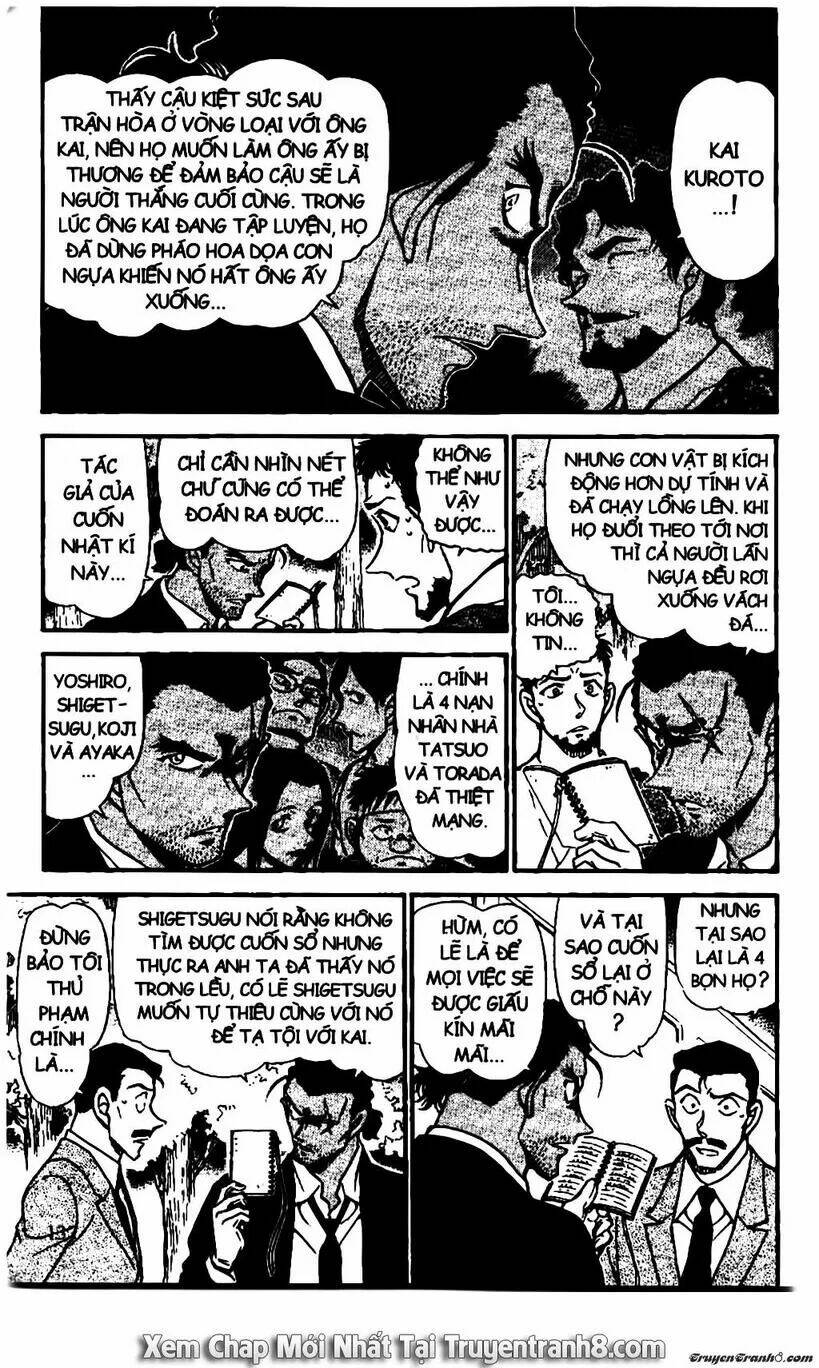 KAI
KUROTO
...!
THẤY CẬU KIỆT SỨC SAU
TRẬN HÒA Ở VÒNG LOẠI VỚI ÔNG
KAI, NÊN HỌ MUỐN LÀM ÔNG ẤY BỊ
THƯƠNG ĐỂ ĐẢM BẢO CẬU SẼ LÀ
NGƯỜI THẮNG CUỐI CÙNG. TRONG
LÚC ÔNG KAI ĐANG TẬP LUYỆN, HỌ
ĐÃ DÙNG PHÁO HOA DỌA CON
NGỰA KHIẾN NÓ HẤT ÔNG ẤY
XUỐNG...
NHƯNG CON VẬT BỊ KÍCH
ĐỘNG HƠN DỰ TÍNH VÀ
ĐÃ CHẠY LỒNG LÊN. KHI
HỌ ĐUỔI THEO TỚI NƠI
THÌ CẢ NGƯỜI LẪN
NGỰA ĐỀU RƠI
XUỐNG VÁCH
ĐÁ...
TÔI...
KHÔNG
TIN...
KHÔNG
THỂ NHƯ
VẬY
ĐƯỢC...
CHỈ CẦN NHÌN NÉT
CHỮ CŨNG CÓ THỂ
ĐOÁN RA ĐƯỢC...
TÁC
GIẢ CỦA
CUỐN
NHẬT KÍ
NÀY...
... CHÍNH
LÀ 4 NẠN
NHÂN NHÀ
TATSUO
VÀ TORADA
ĐÃ THIỆT
MẠNG.
YOSHIRO,
SHIGET-
SUGU, KOJI
VÀ AYAKA
...
NHƯNG
TẠI SAO
LẠI LÀ 4
BỌN HỌ?
VÀ TẠI
SAO CUỐN
SỔ LẠI Ở
CHỖ NÀY
?
HỪM, CÓ
LẼ LÀ ĐỂ
MỌI VIỆC SẼ
ĐƯỢC GIẤU
KÍN MÃI
MÃI...
SHIGETSUGU NÓI RẰNG KHÔNG
TÌM ĐƯỢC CUỐN SỔ NHƯNG
THỰC RA ANH TA ĐÃ THẤY NÓ
TRONG LỀU, CÓ LẼ SHIGETSUGU
MUỐN TỰ THIÊU CÙNG VỚI NÓ
ĐỂ TẠ TỘI VỚI KAI.
ĐỪNG
BẢO TÔI
THỦ
PHẠM
CHÍNH
LÀ...
Xem Chap Mới Nhất Tại Truyentranh8.com
TruyenTranh8.com